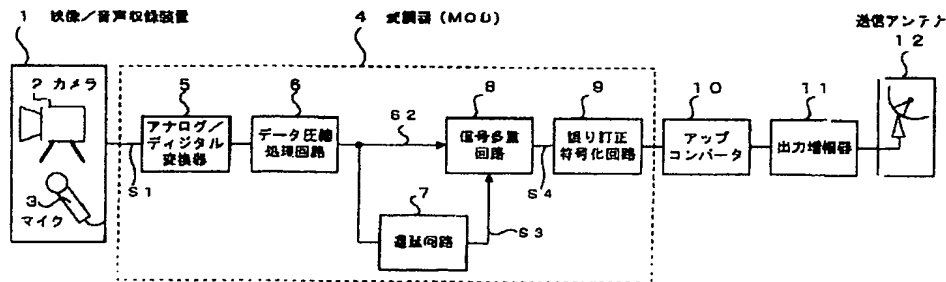 1 映像／音声収録装置
4 変調器（MOD）
送信アンテナ
12
2 カメラ
3
マイク
S1
5
アナログ／
ディジタル
変換器
6
データ圧縮
処理回路
S2
7
遅延回路
S3
8
信号多重
回路
S4
9
誤り訂正
符号化回路
10
アップ
コンバータ
11
出力増幅器